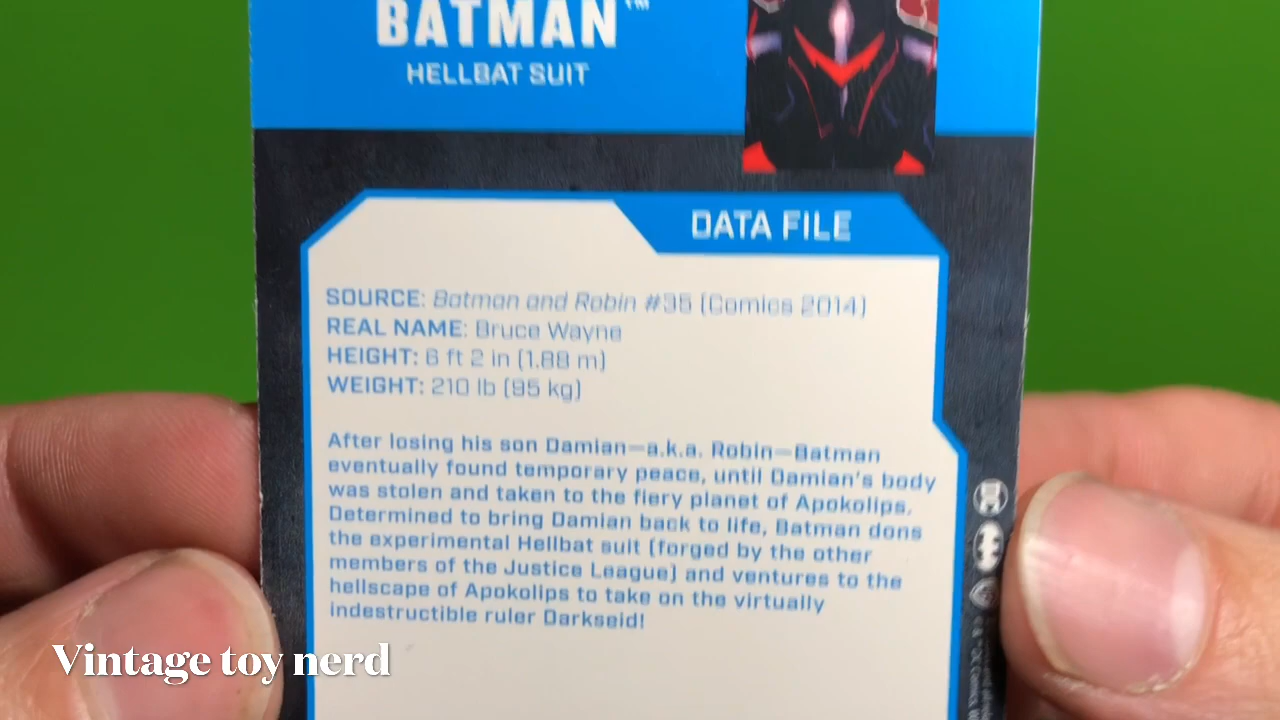 BATMAN™
HELLBAT SUIT
DATA FILE
SOURCE: Batman and Robin #35 (Comics 2014)
REAL NAME: Bruce Wayne
HEIGHT: 6 ft 2 in (1.88 m)
WEIGHT: 210 lb (95 kg)
After losing his son Damian—a.k.a. Robin—Batman
eventually found temporary peace, until Damian's body
was stolen and taken to the fiery planet of Apokolips.
Determined to bring Damian back to life, Batman dons
the experimental Hellbat suit (forged by the other
members of the Justice League) and ventures to the
hellscape of Apokolips to take on the virtually
indestructible ruler Darkseid!
DC
Vintage toy nerd